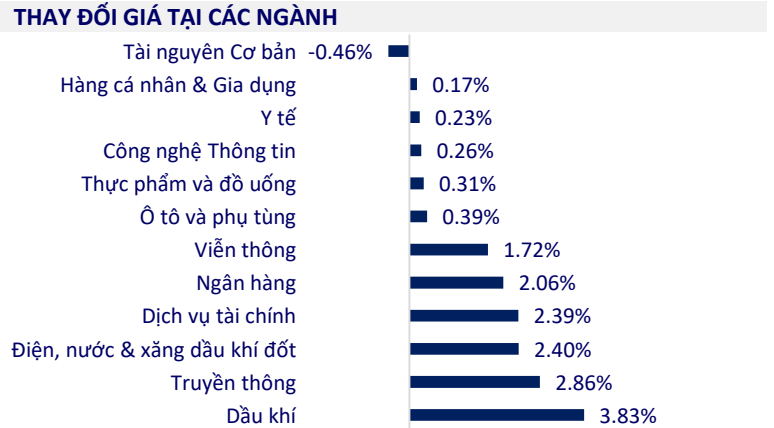 THAY ĐỔI GIÁ TẠI CÁC NGÀNH
Tài nguyên Cơ bản -0.46%
Hàng cá nhân & Gia dụng 0.17%
Y tế 0.23%
Công nghệ Thông tin 0.26%
Thực phẩm và đồ uống 0.31%
Ô tô và phụ tùng 0.39%
Viễn thông 1.72%
Ngân hàng 2.06%
Dịch vụ tài chính 2.39%
Điện, nước & xăng dầu khí đốt 2.40%
Truyền thông 2.86%
Dầu khí 3.83%